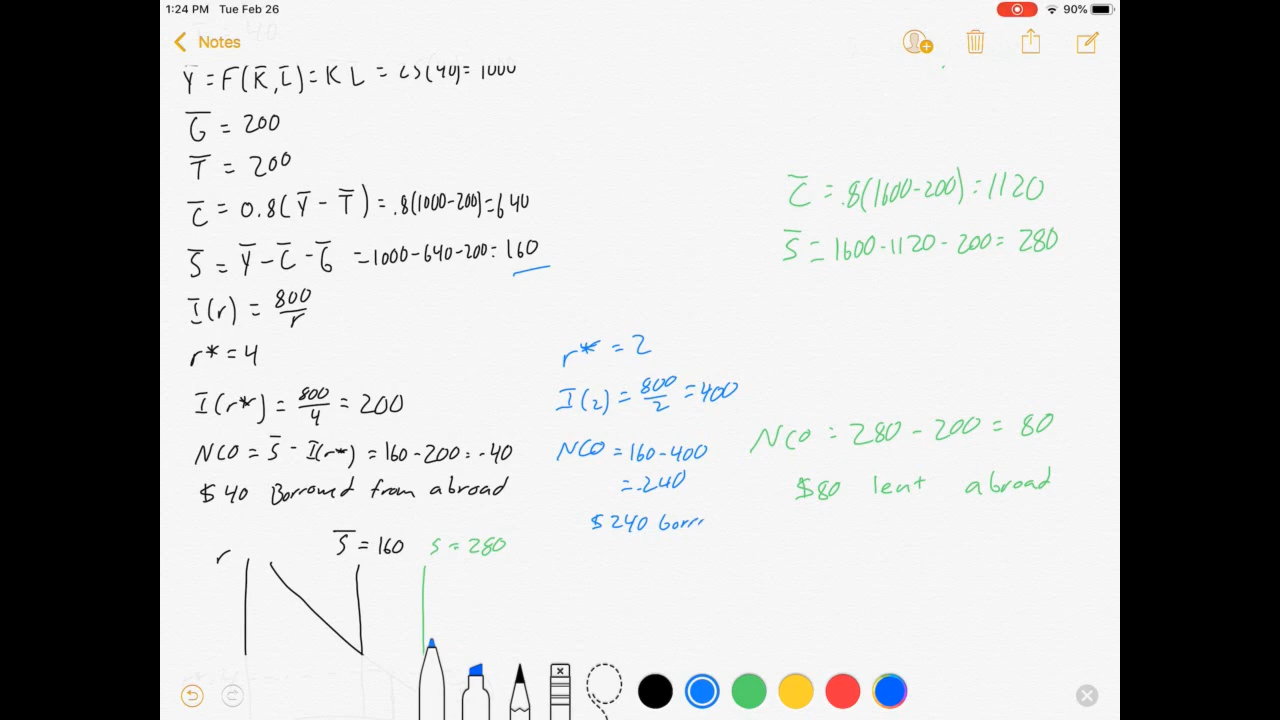 1:24 PM Tue Feb 26
90%
Notes
Y̅ = F(K̅, L̅) = K̅ L̅ = 25(40) = 1000
G̅ = 200
T̅ = 200
C̅ = 0.8(Y̅ - T̅) = .8(1000-200) = 640
S̅ = Y̅ - C̅ - G̅ = 1000-640-200 = 160
I(r) = 800/r
r* = 4
I(r*) = 800/4 = 200
NCO = S̅ - I(r*) = 160-200 = -40
$40 Borrowed from abroad
r* = 2
I(2) = 800/2 = 400
NCO = 160-400
= -240
$240 borr
C̅ = .8(1600-200) = 1120
S̅ = 1600-1120-200 = 280
NCO = 280-200 = 80
$80 lent abroad
r
S̅ = 160
S = 280